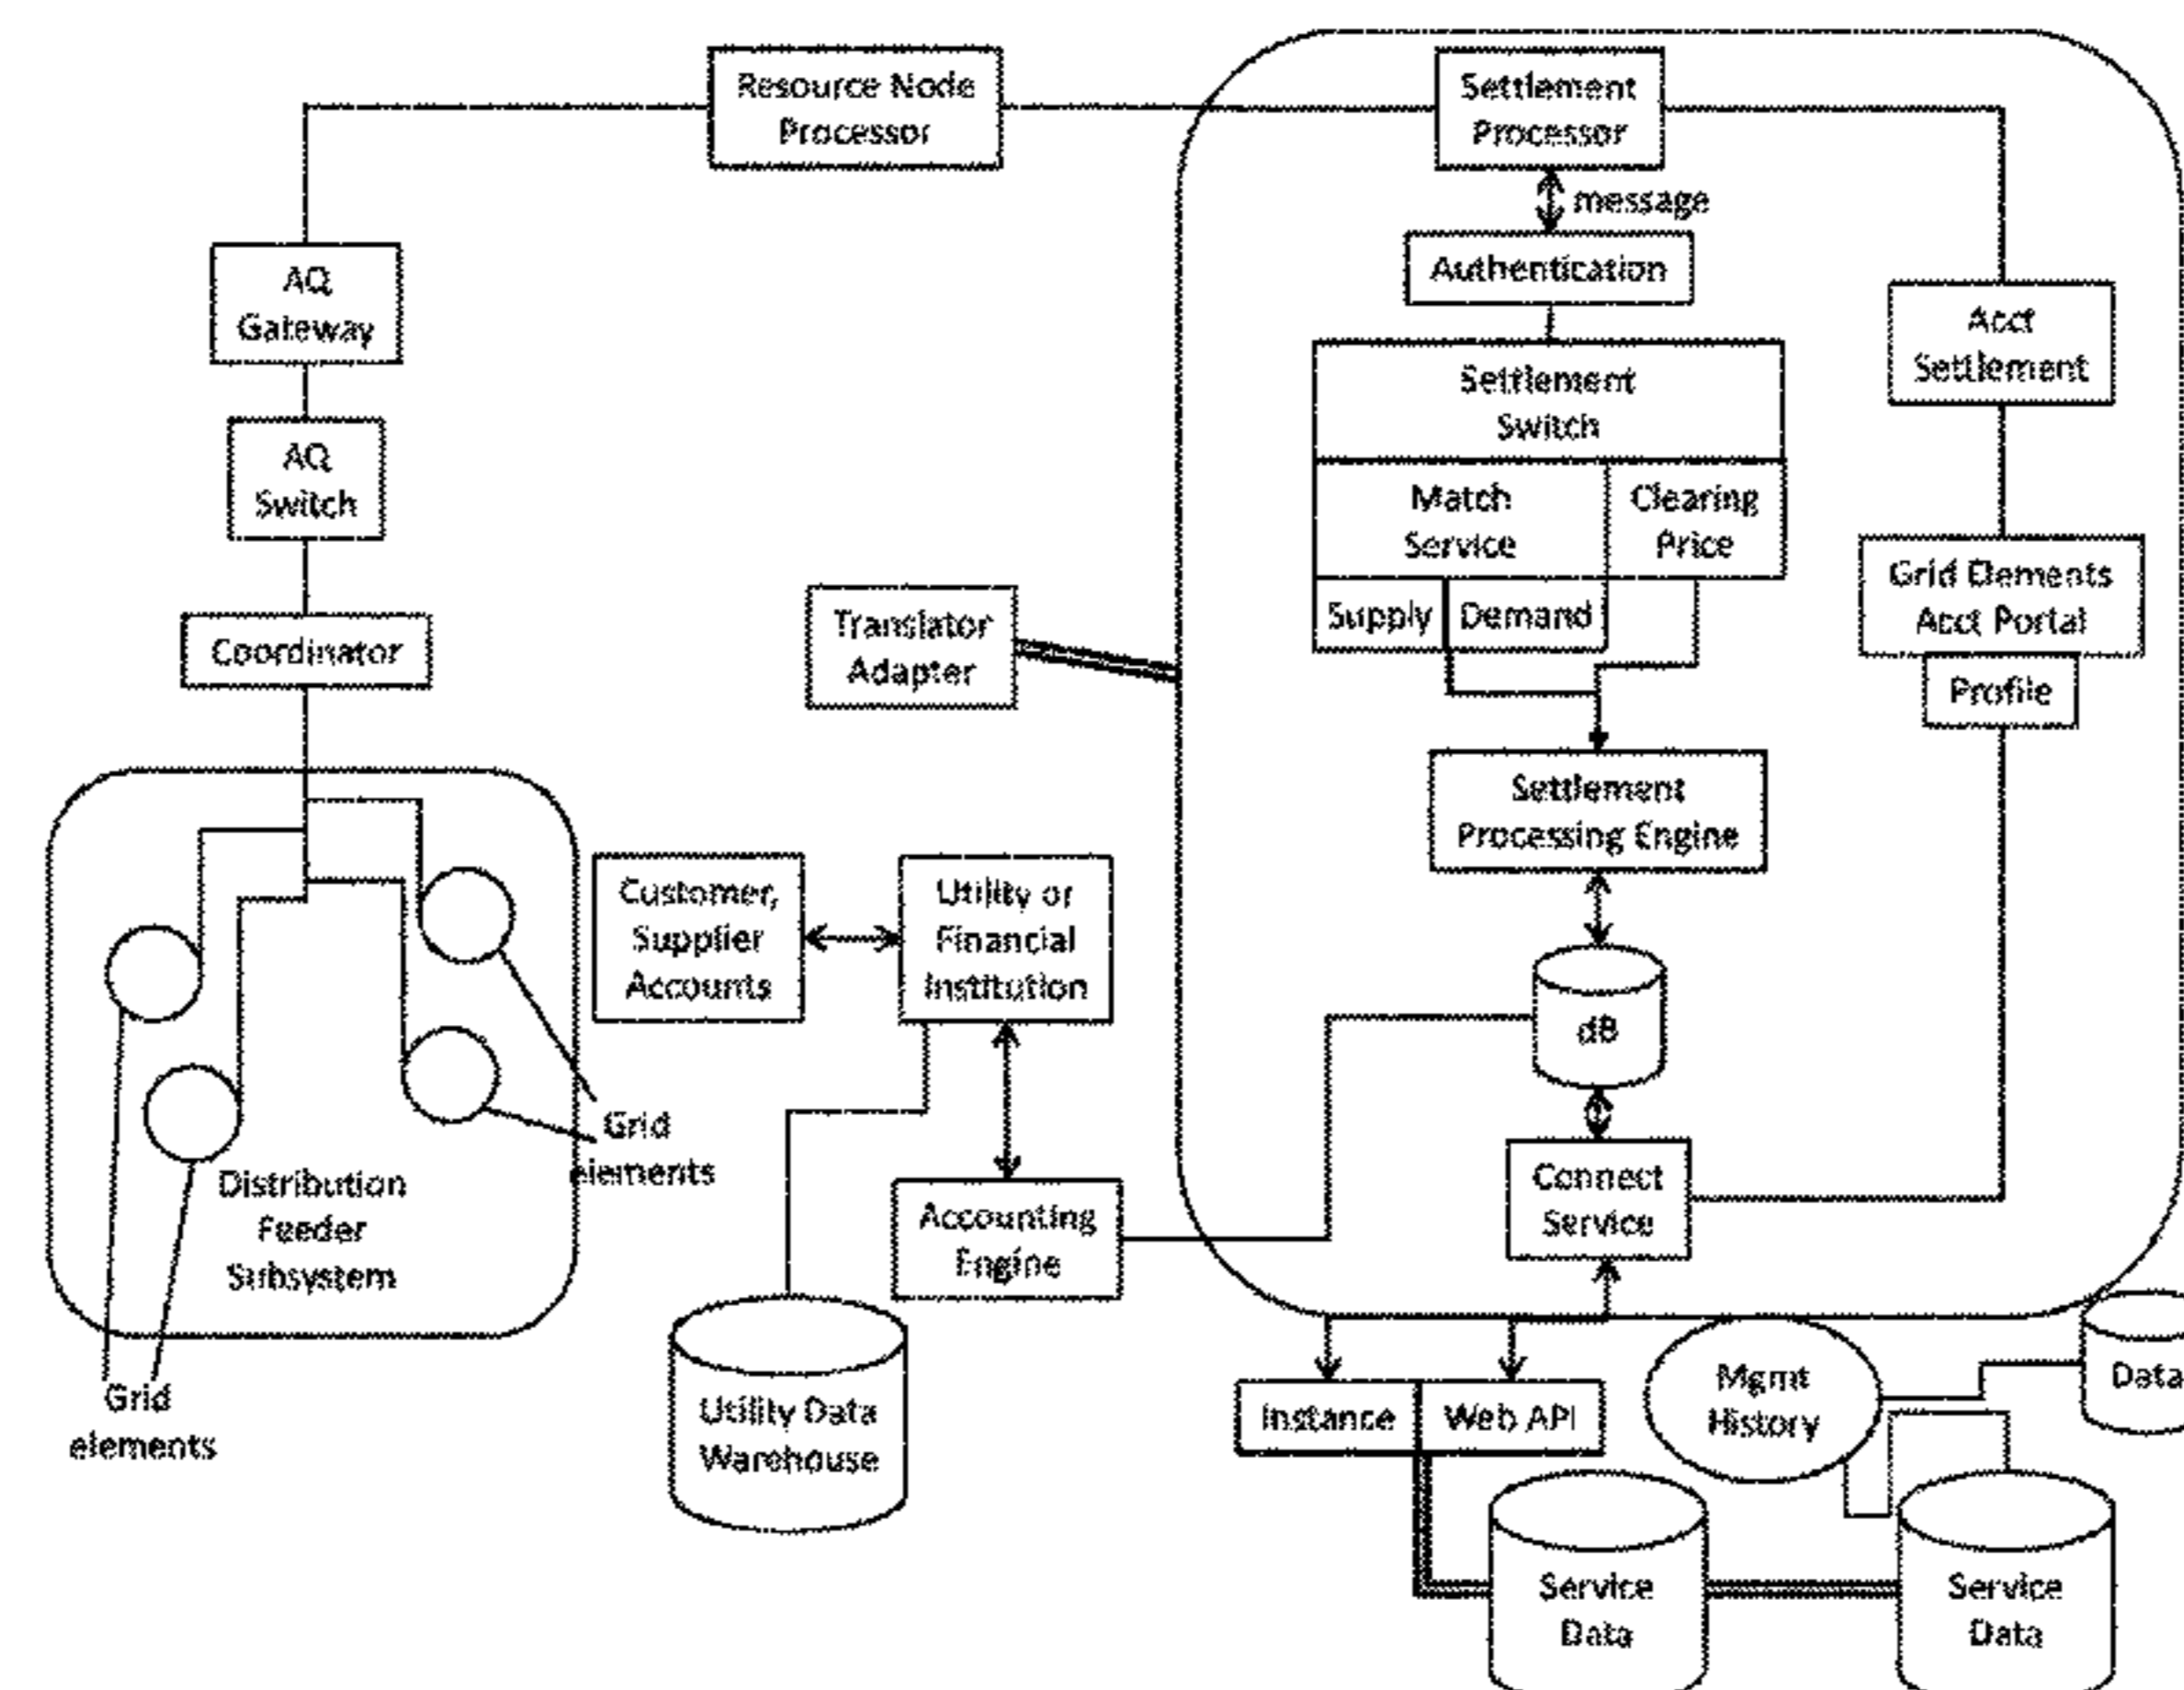 Resource Node
Processor
Settlement
Processor
message
Authentication
AQ
Gateway
Acct
Settlement
Settlement
Switch
AQ
Switch
Match
Service
Clearing
Price
Supply
Demand
Grid Elements
Acct Portal
Profile
Translator
Adapter
Coordinator
Settlement
Processing Engine
Customer,
Supplier
Accounts
Utility or
Financial
Institution
dB
Grid
elements
Distribution
Feeder
Subsystem
Accounting
Engine
Connect
Service
Grid
elements
Utility Data
Warehouse
Instance
Web API
Mgmt
History
Data
Service
Data
Service
Data